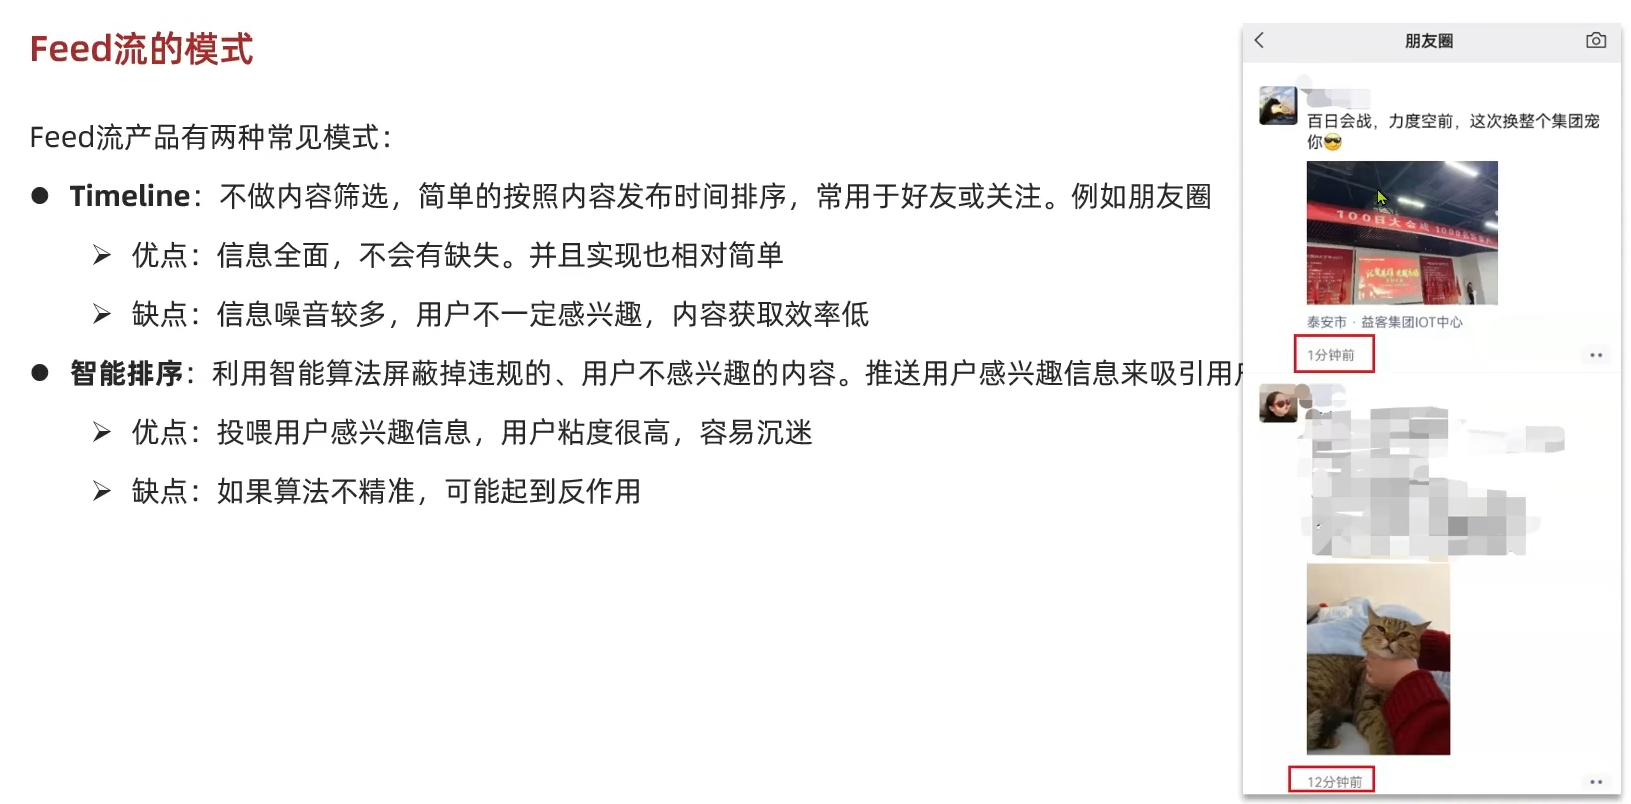 Feed流的模式
Feed流产品有两种常见模式：
● Timeline：不做内容筛选，简单的按照内容发布时间排序，常用于好友或关注。例如朋友圈
➢ 优点：信息全面，不会有缺失。并且实现也相对简单
➢ 缺点：信息噪音较多，用户不一定感兴趣，内容获取效率低
● 智能排序：利用智能算法屏蔽掉违规的、用户不感兴趣的内容。推送用户感兴趣信息来吸引用
➢ 优点：投喂用户感兴趣信息，用户粘度很高，容易沉迷
➢ 缺点：如果算法不精准，可能起到反作用
朋友圈
百日会战，力度空前，这次换整个集团宠
你😎
100日大会战
泰安市 · 益客集团IOT中心
1分钟前
12分钟前